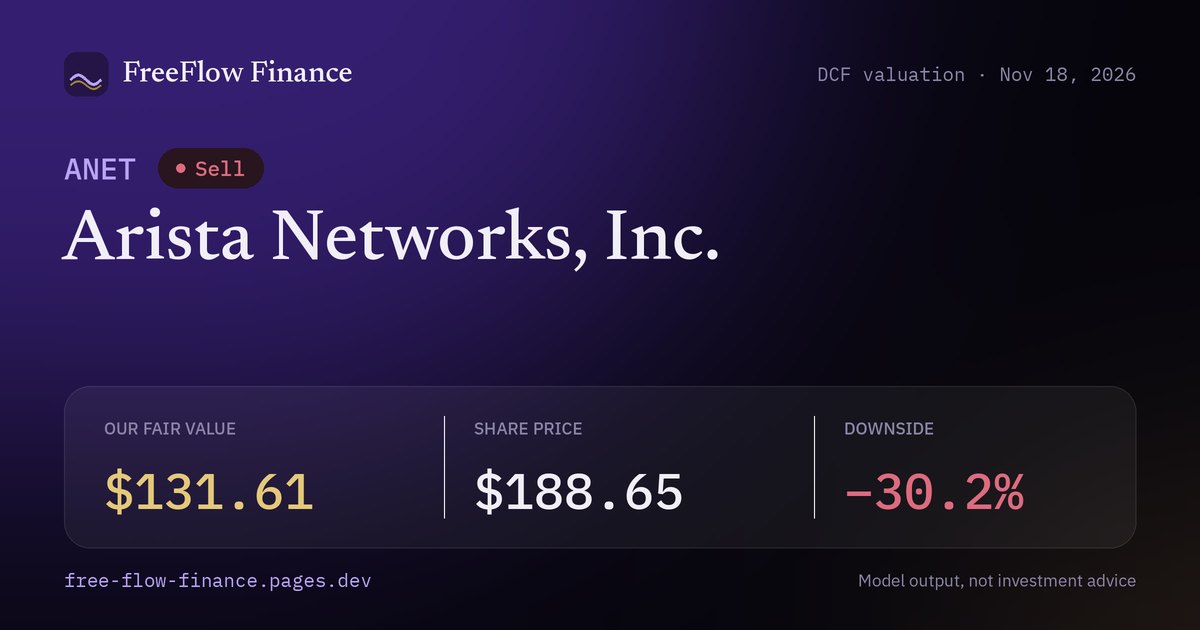 FreeFlow Finance
DCF valuation · Nov 18, 2026
ANET
Sell
Arista Networks, Inc.
OUR FAIR VALUE
$131.61
SHARE PRICE
$188.65
DOWNSIDE
−30.2%
free-flow-finance.pages.dev
Model output, not investment advice